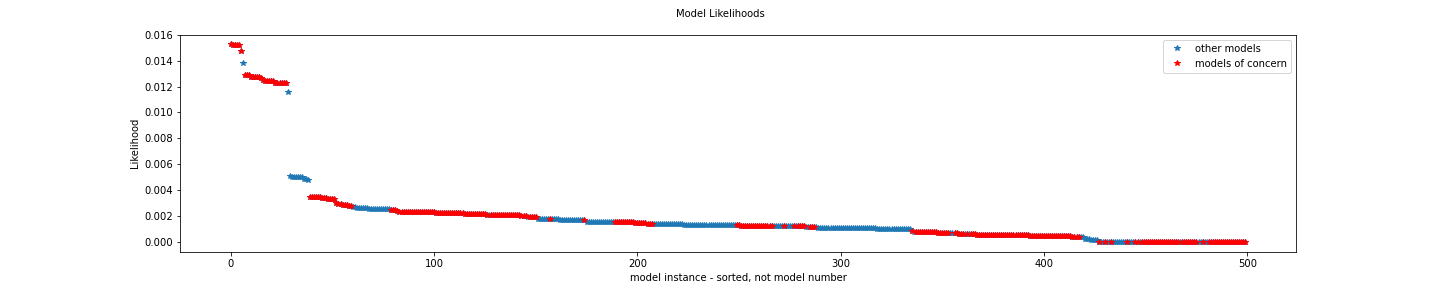 Model Likelihoods
0.016
0.014
0.012
0.010
0.008
0.006
0.004
0.002
0.000
Likelihood
other models
models of concern
0 100 200 300 400 500
model instance - sorted, not model number